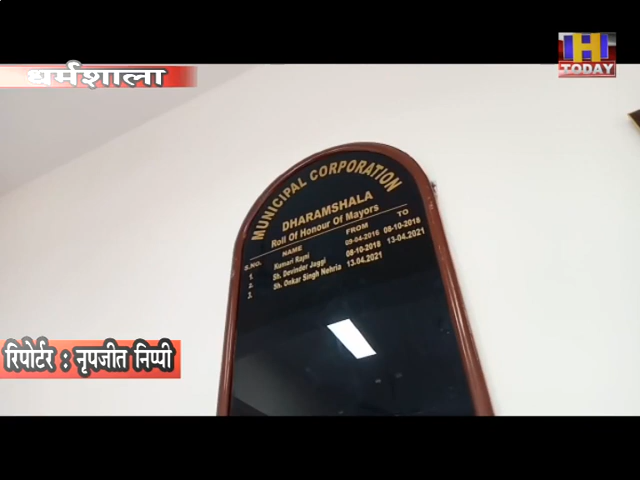 धर्मशाला
H
TODAY
MUNICIPAL CORPORATION
DHARAMSHALA
Roll Of Honour Of Mayors
S.NO. NAME FROM TO
1 Kumari Rajni 09-04-2016 08-10-2018
2. Sh. Devinder Jaggi 08-10-2018 13-04-2021
3. Sh. Onkar Singh Nehria 13.04.2021
रिपोर्टर : नृपजीत निप्पी